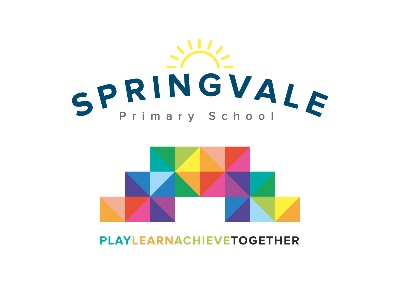 SPRINGVALE
Primary School
PLAYLEARNACHIEVETOGETHER